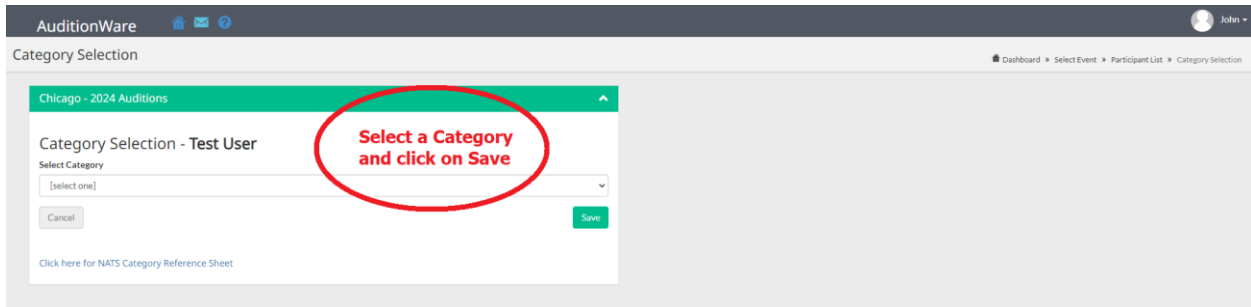 AuditionWare
John
Category Selection
Dashboard » Select Event » Participant List » Category Selection
Chicago - 2024 Auditions
Select a Category
and click on Save
Category Selection - Test User
Select Category
[select one]
Cancel
Save
Click here for NATS Category Reference Sheet